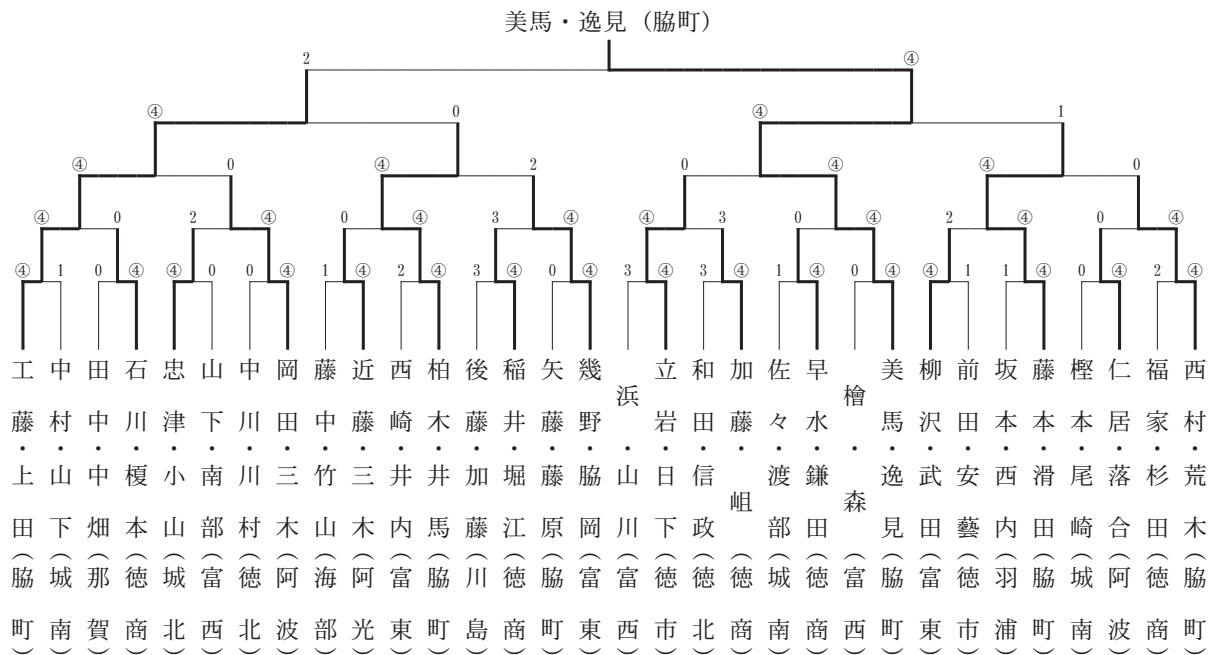 美馬・逸見（脇町）
2 ④
④ 0 ④ 1
④ 0 ④ 2 0 ④ ④ 0
④ 0 2 ④ 0 ④ 3 ④ ④ 3 0 ④ 2 ④ 0 ④
④ 1 0 ④ ④ 0 0 ④ 1 ④ 2 ④ 3 ④ 0 ④ 3 ④ 3 ④ 1 ④ 0 ④ ④ 1 1 ④ 0 ④ 2 ④
工藤・上田（脇町）
中村・山下（城南）
田中・中畑（那賀）
石川・榎本（徳商）
忠津・小山（城北）
山下・南部（富西）
中川・川村（徳北）
岡田・三木（阿波）
藤中・竹山（海部）
近藤・三木（阿光）
西崎・井内（富東）
柏木・井馬（脇町）
後藤・加藤（川島）
稲井・堀江（徳商）
矢藤・藤原（脇町）
幾野・脇岡（富東）
浜・山川（富西）
立岩・日下（徳市）
和田・信政（徳北）
加藤・岨（徳商）
佐々・渡部（城南）
早水・鎌田（徳商）
檜・森（富西）
美馬・逸見（脇町）
柳沢・武田（富東）
前田・安藝（徳市）
坂本・西内（羽浦）
藤本・滑田（脇町）
樫本・尾崎（城南）
仁居・落合（阿波）
福家・杉田（徳商）
西村・荒木（脇町）